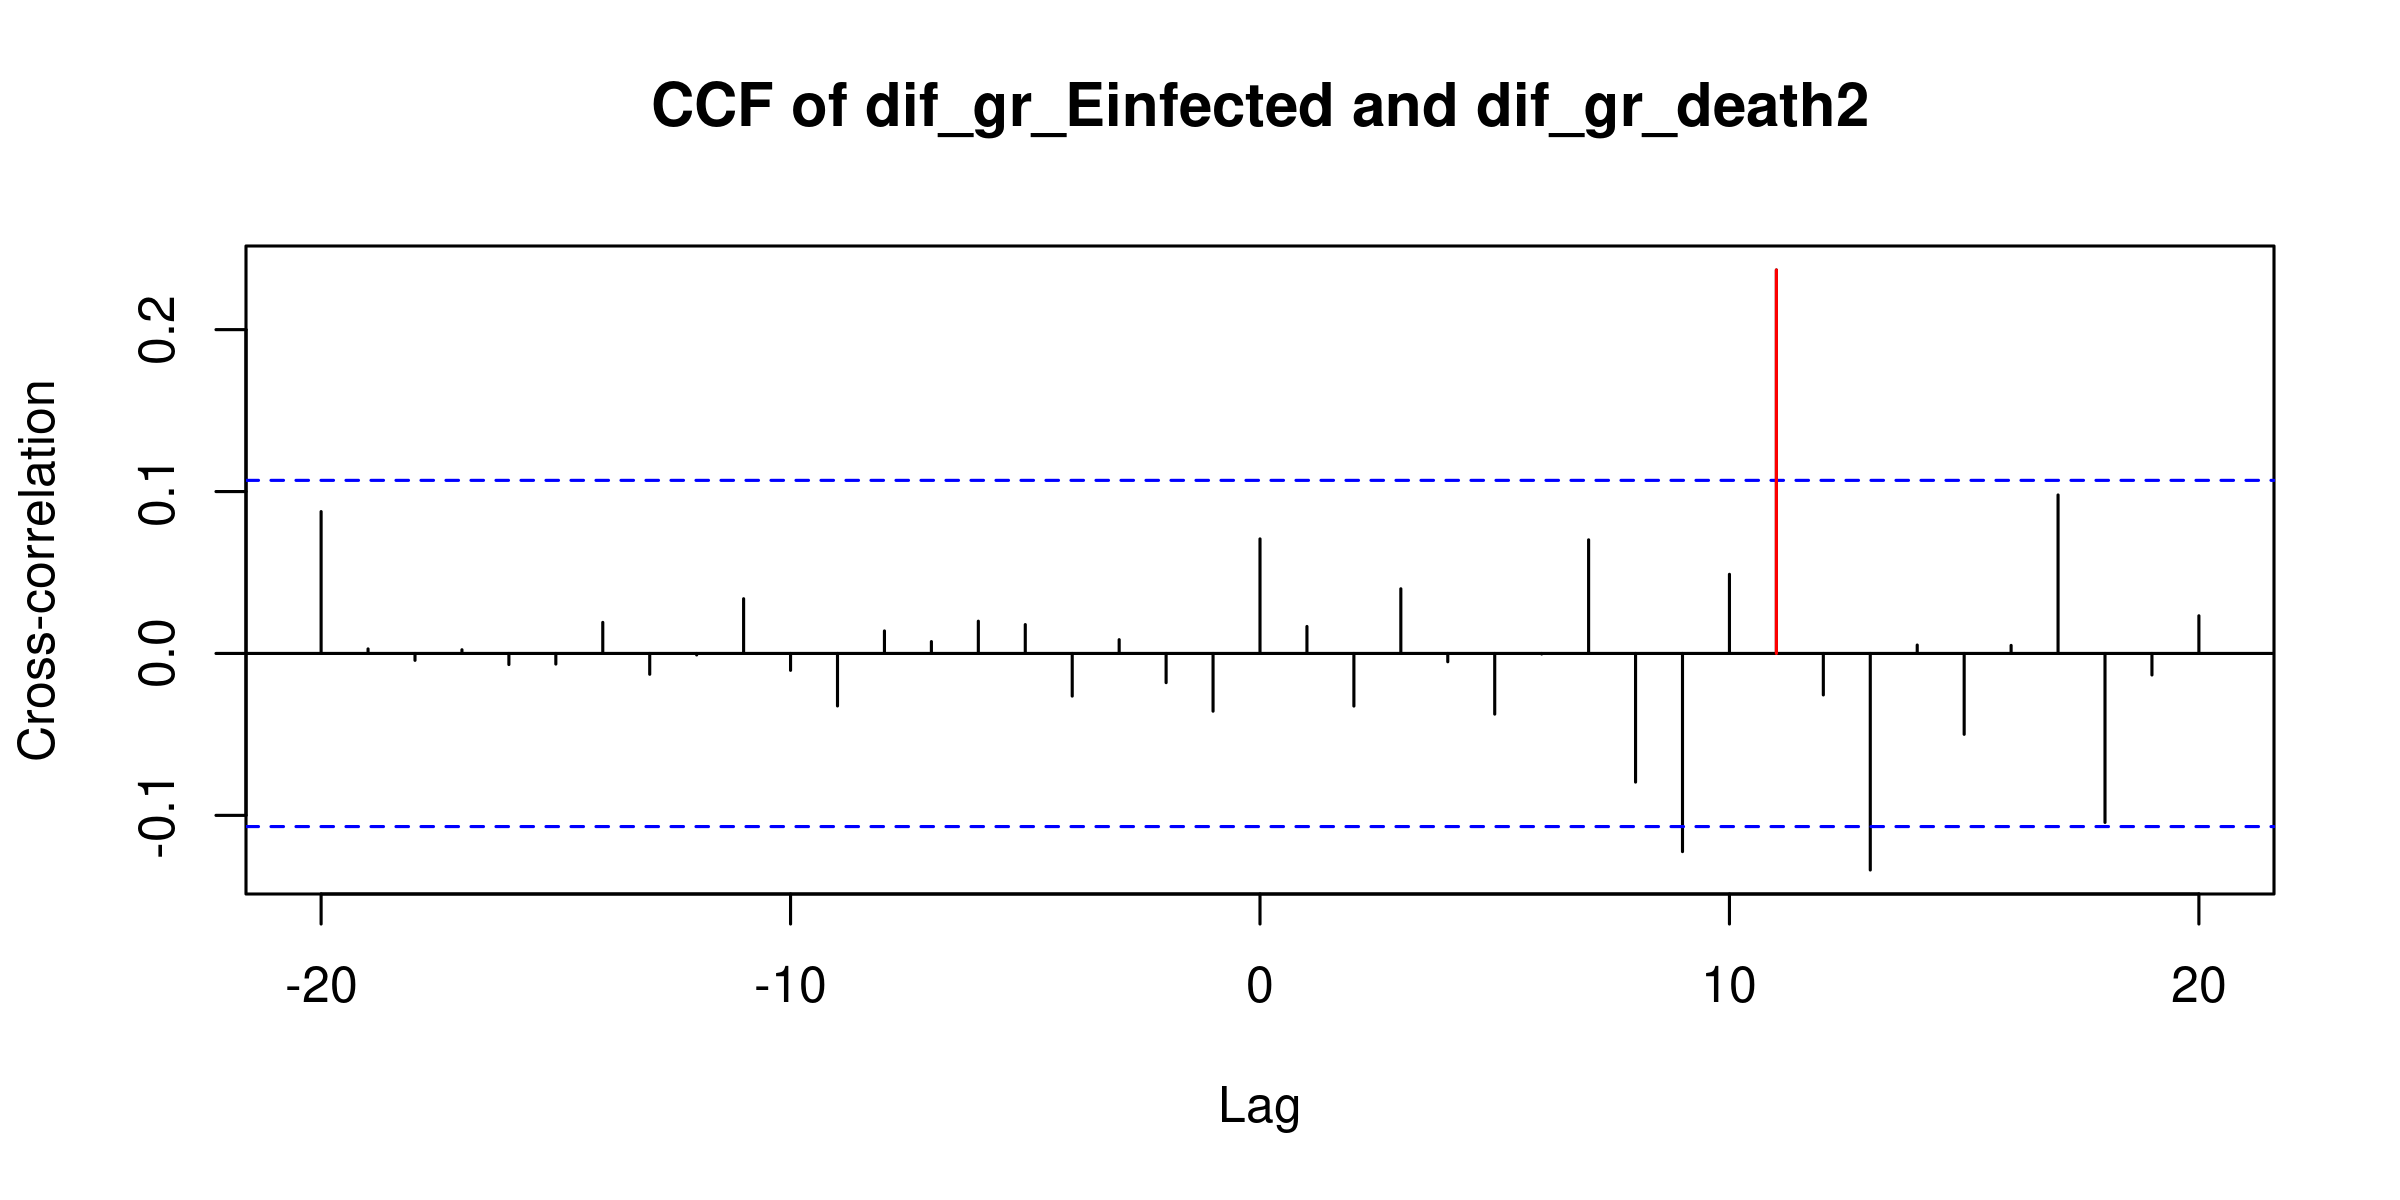 CCF of dif_gr_Einfected and dif_gr_death2
Cross-correlation
0.2
0.1
0.0
-0.1
-20 -10 0 10 20
Lag